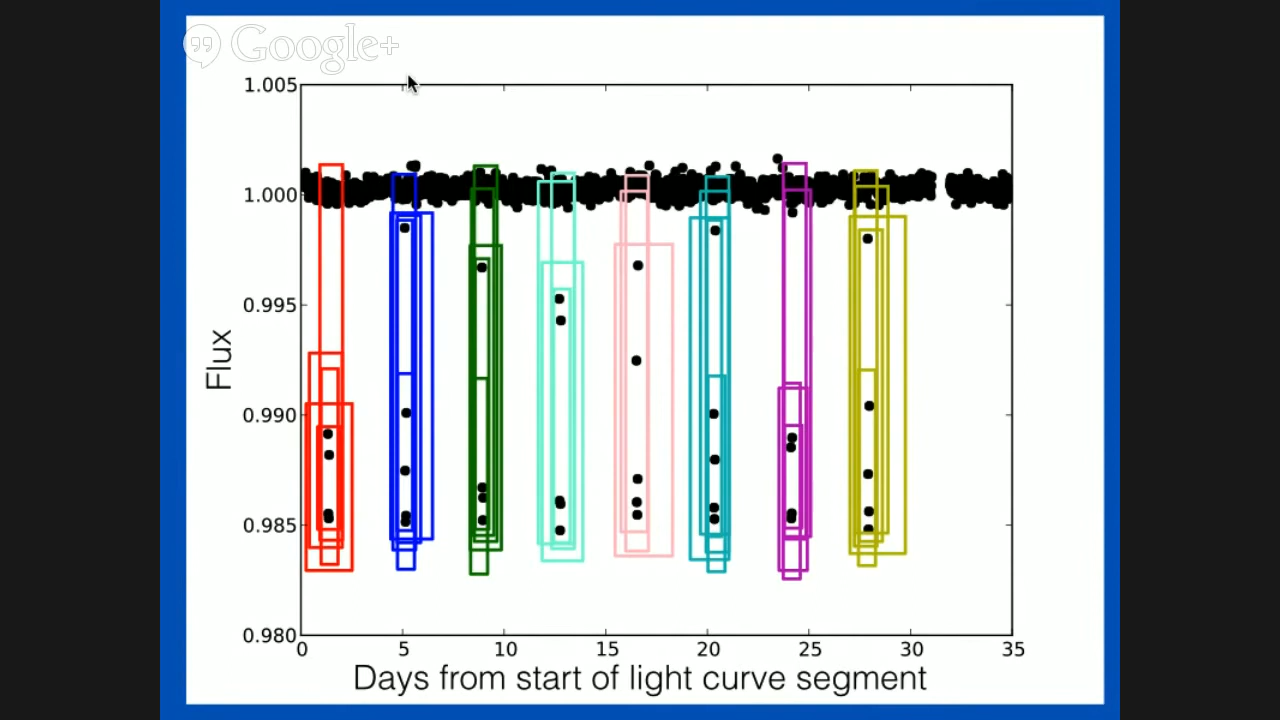 Google+
1.005
1.000
0.995
0.990
0.985
0.980
Flux
0 5 10 15 20 25 30 35
Days from start of light curve segment